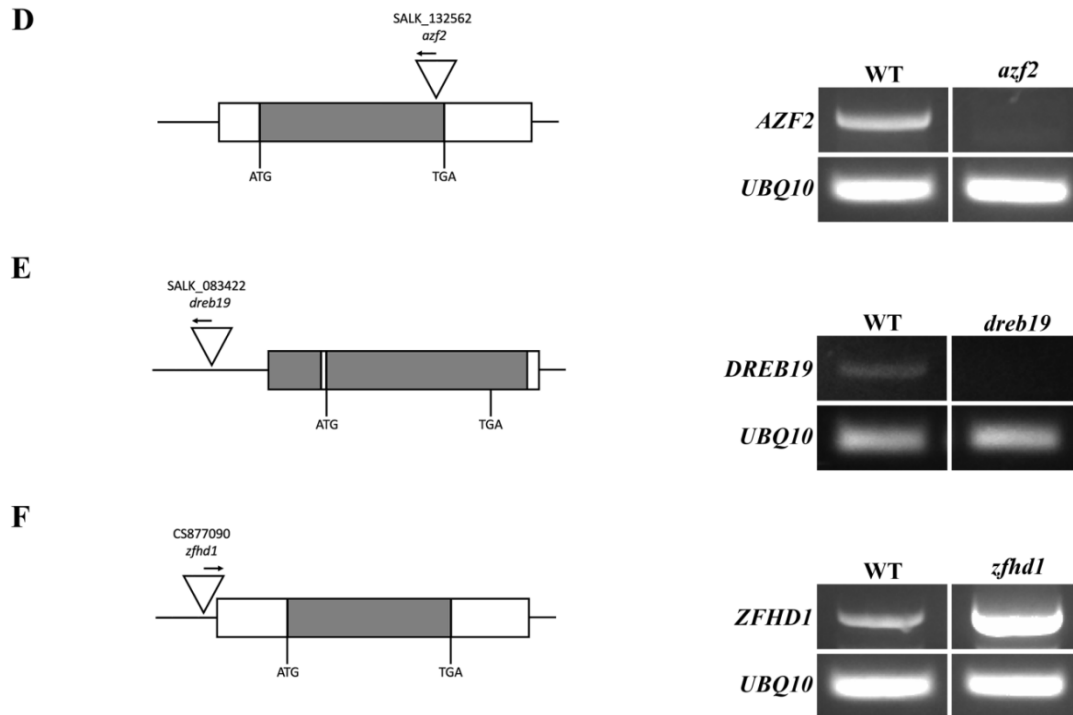 D
SALK_132562
azf2
ATG
TGA
WT
azf2
AZF2
UBQ10
E
SALK_083422
dreb19
ATG
TGA
WT
dreb19
DREB19
UBQ10
F
CS877090
zfhd1
ATG
TGA
WT
zfhd1
ZFHD1
UBQ10